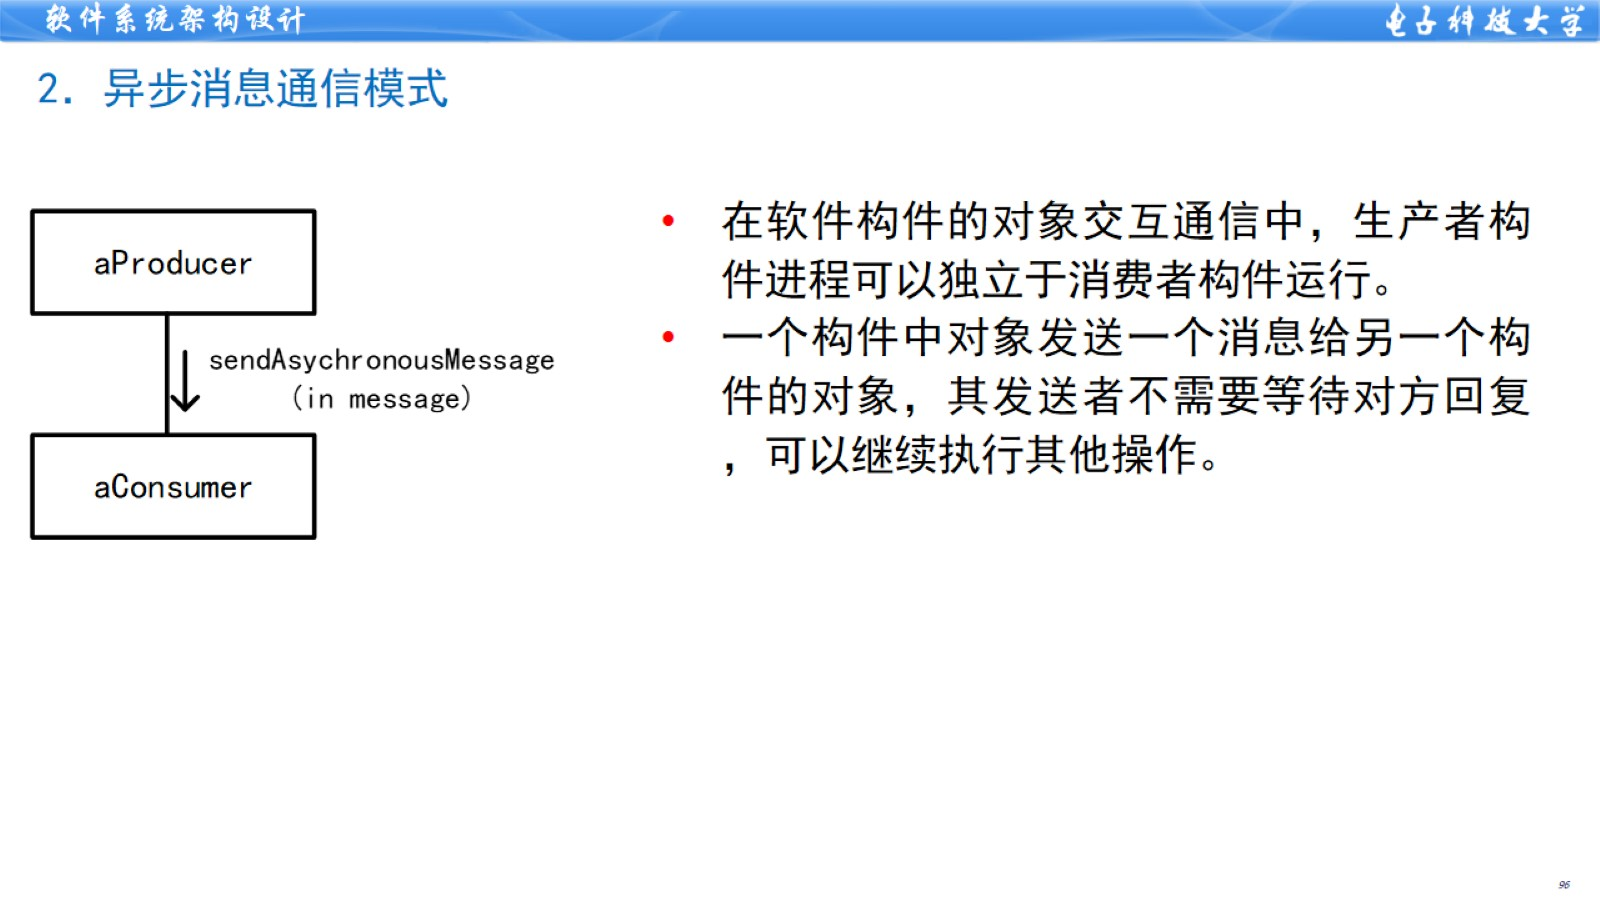 软件系统架构设计
电子科技大学
2. 异步消息通信模式
aProducer
sendAsychronousMessage
(in message)
aConsumer
• 在软件构件的对象交互通信中，生产者构
件进程可以独立于消费者构件运行。
• 一个构件中对象发送一个消息给另一个构
件的对象，其发送者不需要等待对方回复
，可以继续执行其他操作。
96